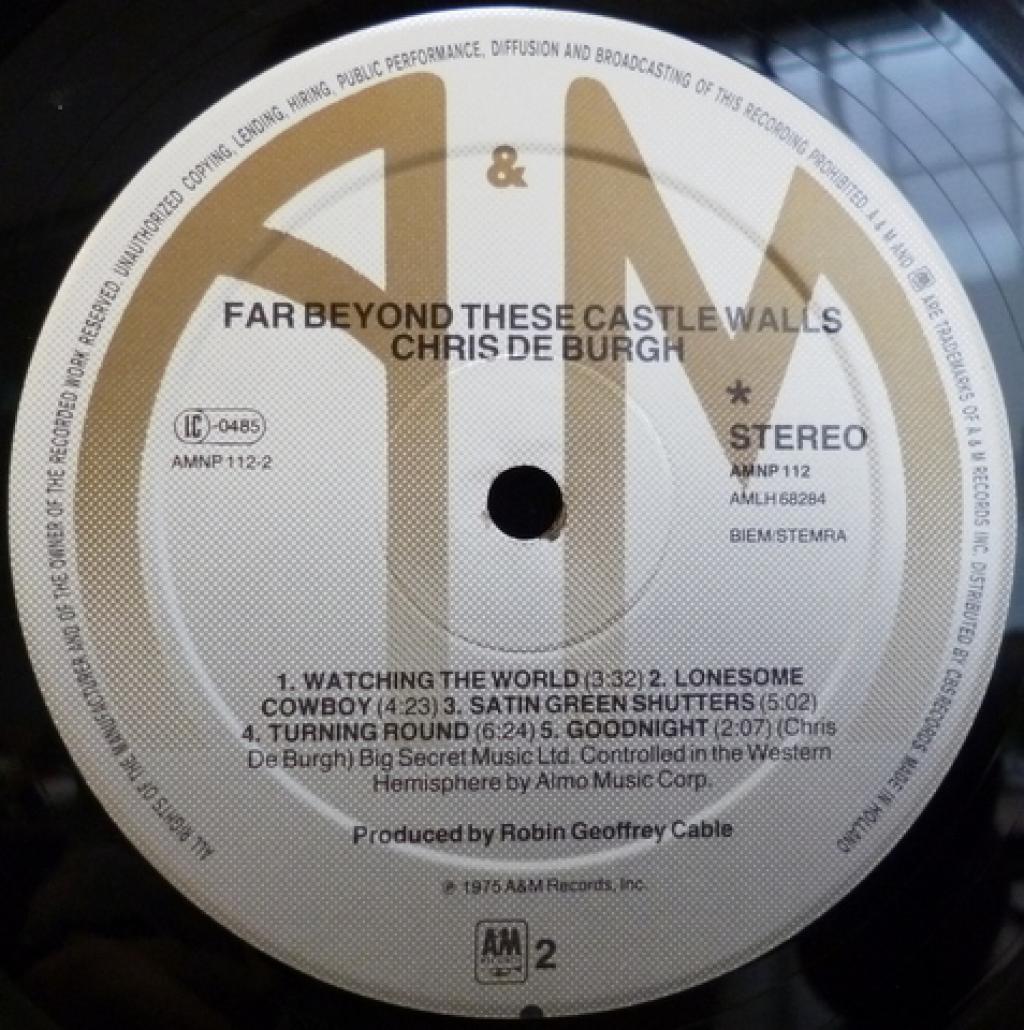 ALL RIGHTS OF THE MANUFACTURER AND OF THE OWNER OF THE RECORDED WORK RESERVED. UNAUTHORIZED COPYING, LENDING, HIRING, PUBLIC PERFORMANCE, DIFFUSION AND BROADCASTING OF THIS RECORDING PROHIBITED. A & M AND AM ARE TRADEMARKS OF A & M RECORDS INC. DISTRIBUTED BY CBS RECORDS. MADE IN HOLLAND
A & M
FAR BEYOND THESE CASTLE WALLS
CHRIS DE BURGH
*
LC-0485
STEREO
AMNP 112-2
AMNP 112
AMLH 68284
BIEM/STEMRA
1. WATCHING THE WORLD (3:32) 2. LONESOME
COWBOY (4:23) 3. SATIN GREEN SHUTTERS (5:02)
4. TURNING ROUND (6:24) 5. GOODNIGHT (2:07) (Chris
De Burgh) Big Secret Music Ltd. Controlled in the Western
Hemisphere by Almo Music Corp.
Produced by Robin Geoffrey Cable
℗ 1975 A&M Records, Inc.
AM RECORDS 2